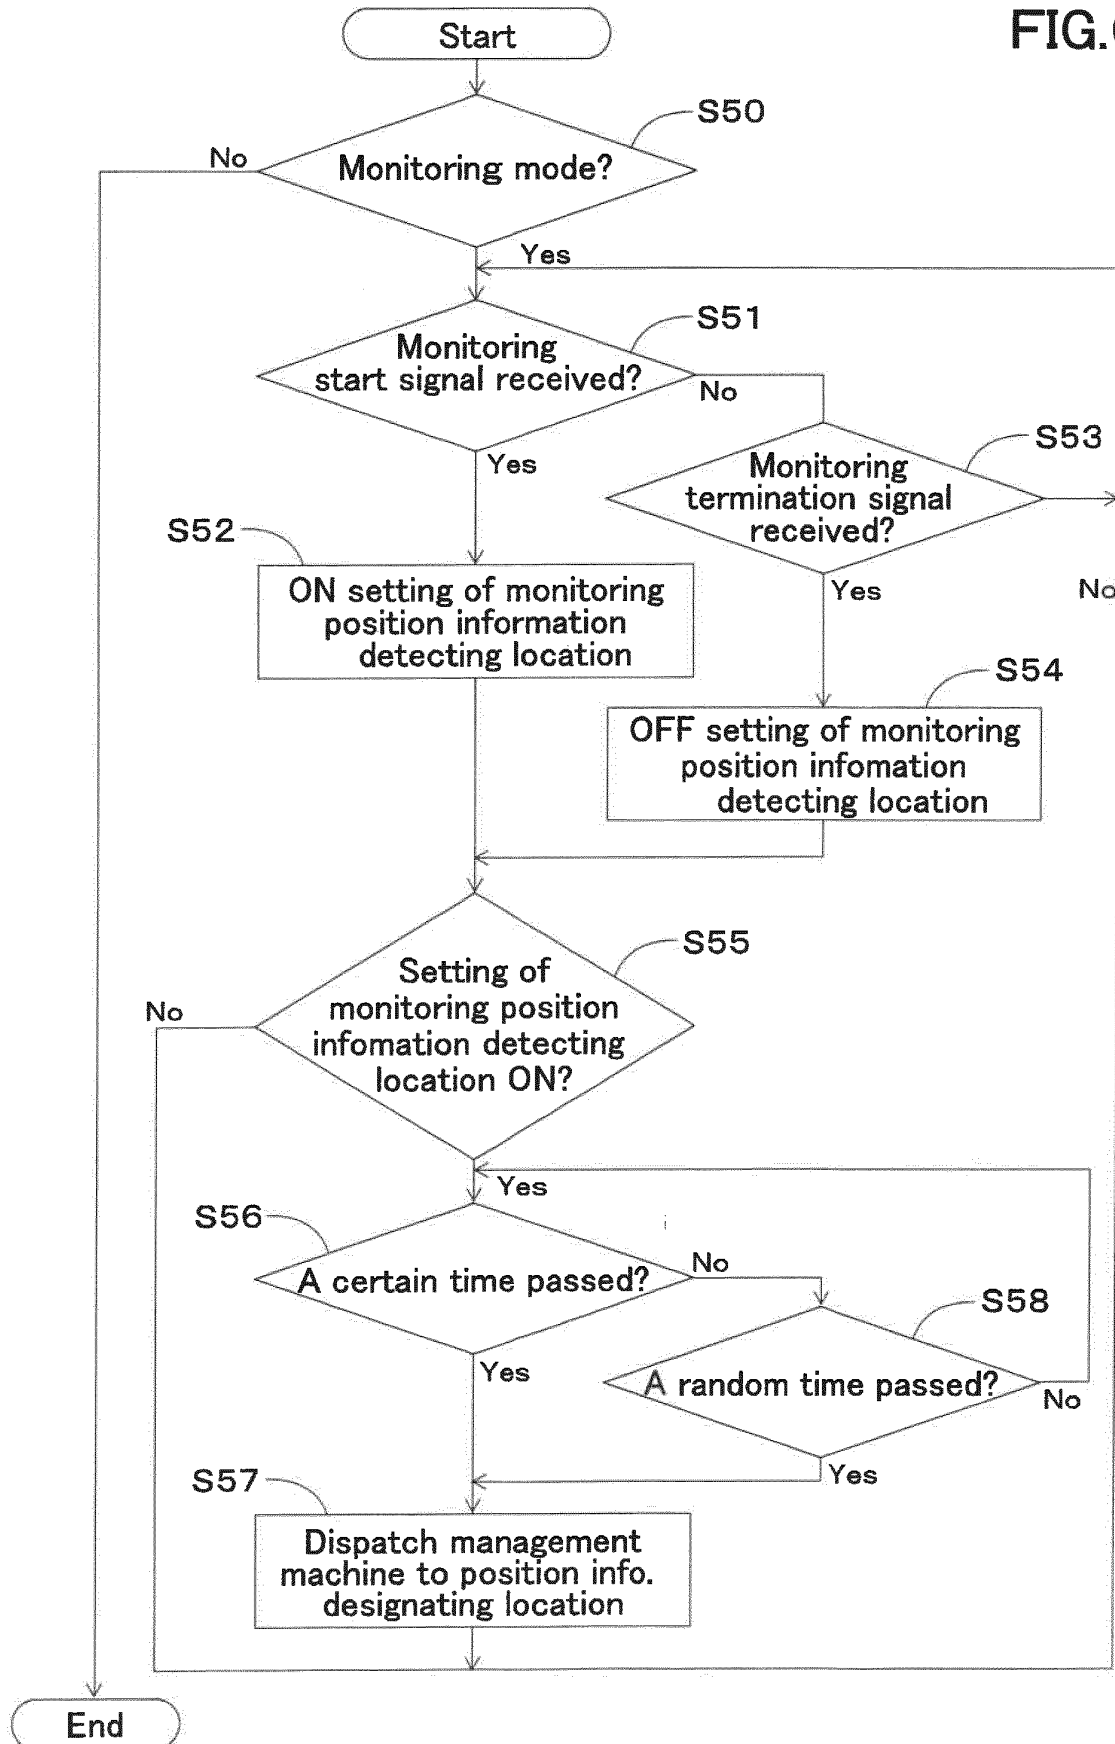 FIG.
Start
S50
No
Monitoring mode?
Yes
S51
Monitoring
start signal received?
No
Yes
S53
Monitoring
termination signal
received?
Yes
No
S52
ON setting of monitoring
position information
detecting location
S54
OFF setting of monitoring
position infomation
detecting location
S55
No
Setting of
monitoring position
infomation detecting
location ON?
Yes
S56
A certain time passed?
No
Yes
S58
A random time passed?
No
Yes
S57
Dispatch management
machine to position info.
designating location
End